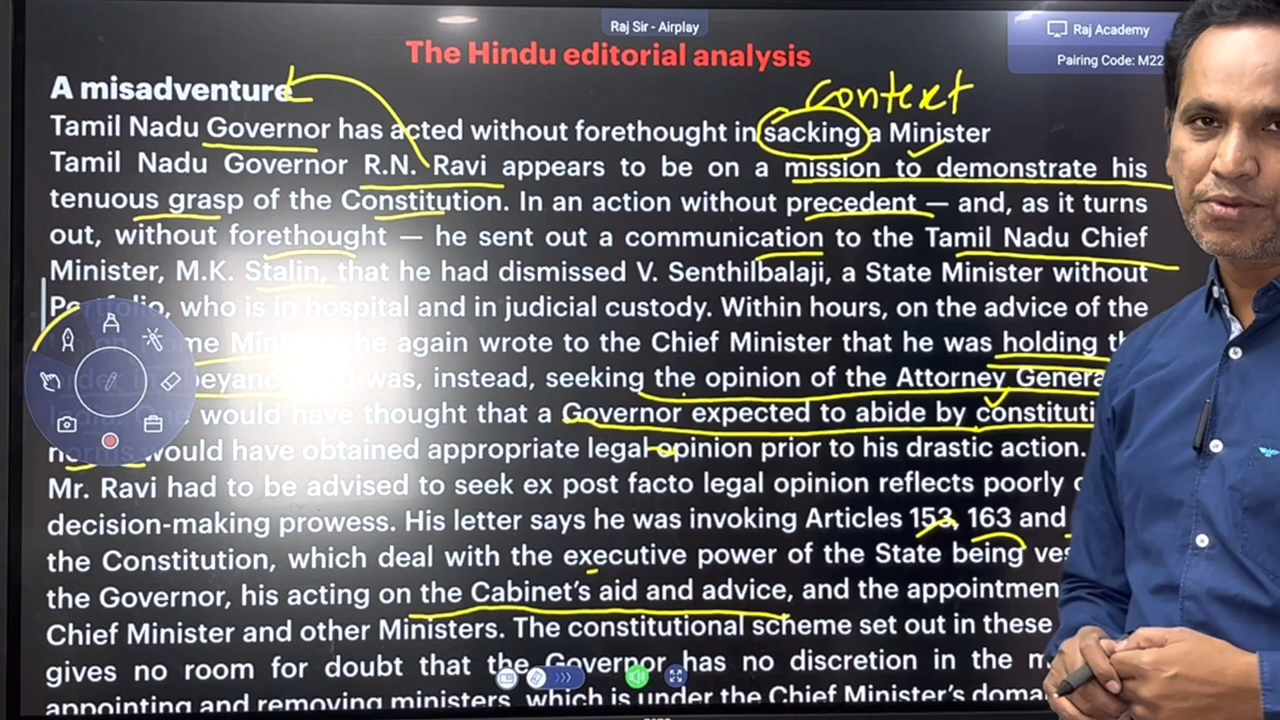 Raj Sir - Airplay
Raj Academy
Pairing Code: M22
The Hindu editorial analysis
A misadventure
context
Tamil Nadu Governor has acted without forethought in sacking a Minister
Tamil Nadu Governor R.N. Ravi appears to be on a mission to demonstrate his
tenuous grasp of the Constitution. In an action without precedent — and, as it turns
out, without forethought — he sent out a communication to the Tamil Nadu Chief
Minister, M.K. Stalin, that he had dismissed V. Senthilbalaji, a State Minister without
who is in hospital and in judicial custody. Within hours, on the advice of the
he again wrote to the Chief Minister that he was holding
was, instead, seeking the opinion of the Attorney
would have thought that a Governor expected to abide by
would have obtained appropriate legal opinion prior to his drastic action.
Mr. Ravi had to be advised to seek ex post facto legal opinion reflects poorly
decision-making prowess. His letter says he was invoking Articles 153, 163 and
the Constitution, which deal with the executive power of the State being
the Governor, his acting on the Cabinet's aid and advice, and the
Chief Minister and other Ministers. The constitutional scheme set out in these
gives no room for doubt that the Governor has no discretion in the
appointing and removing ministers, which is under the Chief Minister's